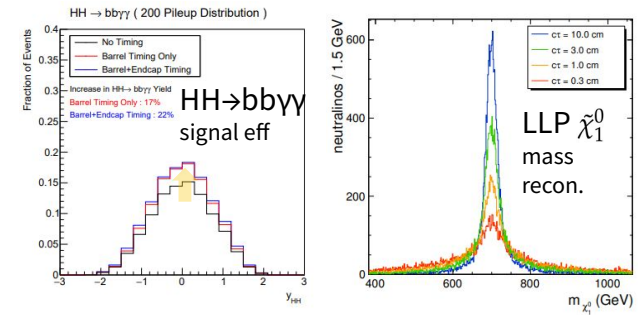 HH → bbγγ ( 200 Pileup Distribution )
Fraction of Events
0.4
0.35
0.3
0.25
0.2
0.15
0.1
0.05
0
No Timing
Barrel Timing Only
Barrel+Endcap Timing
Increase in HH→ bbγγ Yield
Barrel Timing Only : 17%
Barrel+Endcap Timing : 22%
HH→bbγγ
signal eff
−3 −2 −1 0 1 2 3
y_HH
neutralinos / 1.5 GeV
600
400
200
0
cτ = 10.0 cm
cτ = 3.0 cm
cτ = 1.0 cm
cτ = 0.3 cm
LLP χ̃₁⁰
mass
recon.
400 600 800 1000
m_χ̃₁⁰ (GeV)